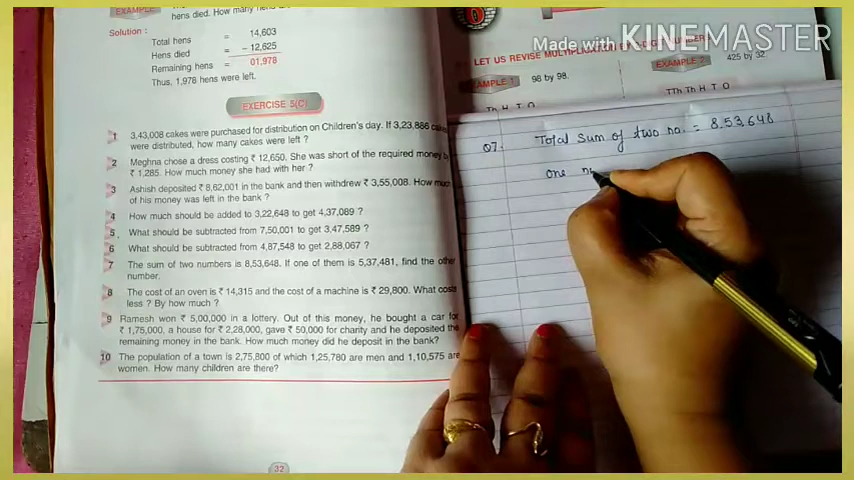 EXAMPLE
hens died. How many hens
Solution :
Total hens = 14,603
Hens died = − 12,625
Remaining hens = 01,978
Thus, 1,978 hens were left.
EXERCISE 5(C)
1 3,43,008 cakes were purchased for distribution on Children's day. If 3,23,886 cakes
were distributed, how many cakes were left ?
2 Meghna chose a dress costing ₹ 12,650. She was short of the required money by
₹ 1,285. How much money she had with her ?
3 Ashish deposited ₹ 8,62,001 in the bank and then withdrew ₹ 3,55,008. How much
of his money was left in the bank ?
4 How much should be added to 3,22,648 to get 4,37,089 ?
5 What should be subtracted from 7,50,001 to get 3,47,589 ?
6 What should be subtracted from 4,87,548 to get 2,88,067 ?
7 The sum of two numbers is 8,53,648. If one of them is 5,37,481, find the other
number.
8 The cost of an oven is ₹ 14,315 and the cost of a machine is ₹ 29,800. What costs
less ? By how much ?
9 Ramesh won ₹ 5,00,000 in a lottery. Out of this money, he bought a car for
₹ 1,75,000, a house for ₹ 2,28,000, gave ₹ 50,000 for charity and he deposited the
remaining money in the bank. How much money did he deposit in the bank ?
10 The population of a town is 2,75,800 of which 1,25,780 are men and 1,10,575 are
women. How many children are there?
32
Made with KINEMASTER
LET US REVISE MULTIPLICATION BY
EXAMPLE 1 98 by 98.
EXAMPLE 2 425 by 32
Th H T O
TTh Th H T O
Q7. Total sum of two no. = 8,53,648
one